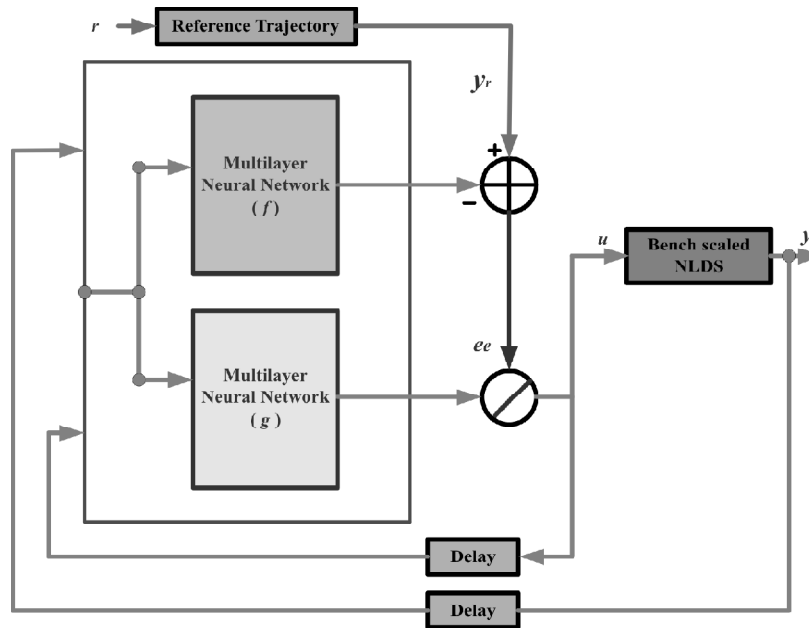 r
Reference Trajectory
yr
+
−
Multilayer
Neural Network
( f )
u
Bench scaled
NLDS
y
ee
Multilayer
Neural Network
( g )
Delay
Delay